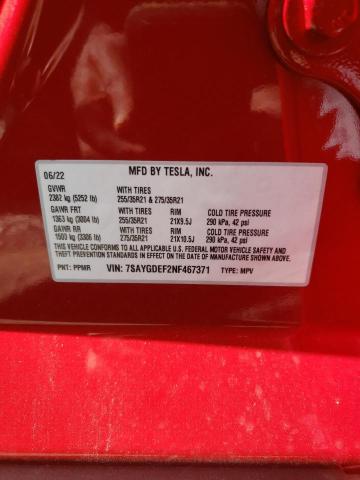 06/22 MFD BY TESLA, INC.
GVWR WITH TIRES
2382 kg (5252 lb) 255/35R21 & 275/35R21
GAWR FRT WITH TIRES RIM COLD TIRE PRESSURE
1363 kg (3004 lb) 255/35R21 21X9.5J 290 kPa, 42 psi
GAWR RR WITH TIRES RIM COLD TIRE PRESSURE
1500 kg (3306 lb) 275/35R21 21X10.5J 290 kPa, 42 psi
THIS VEHICLE CONFORMS TO ALL APPLICABLE U.S. FEDERAL MOTOR VEHICLE SAFETY AND
THEFT PREVENTION STANDARDS IN EFFECT ON THE DATE OF MANUFACTURE SHOWN ABOVE.
PNT: PPMR VIN: 7SAYGDEF2NF467371 TYPE: MPV